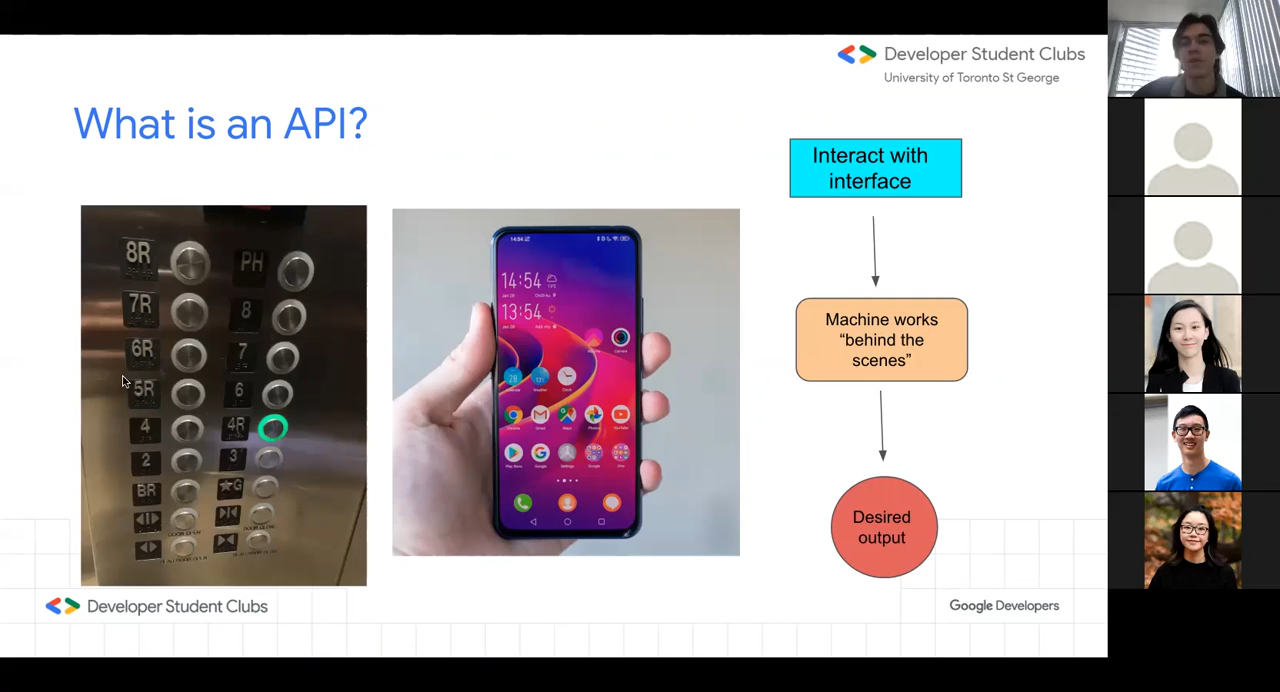 Developer Student Clubs
University of Toronto St George
What is an API?
Interact with
interface
Machine works
“behind the
scenes”
Desired
output
8R
PH
7R
8
6R
7
5R
6
4
4R
2
3
BR
★G
14:54
14:54
13:54
Developer Student Clubs
Google Developers